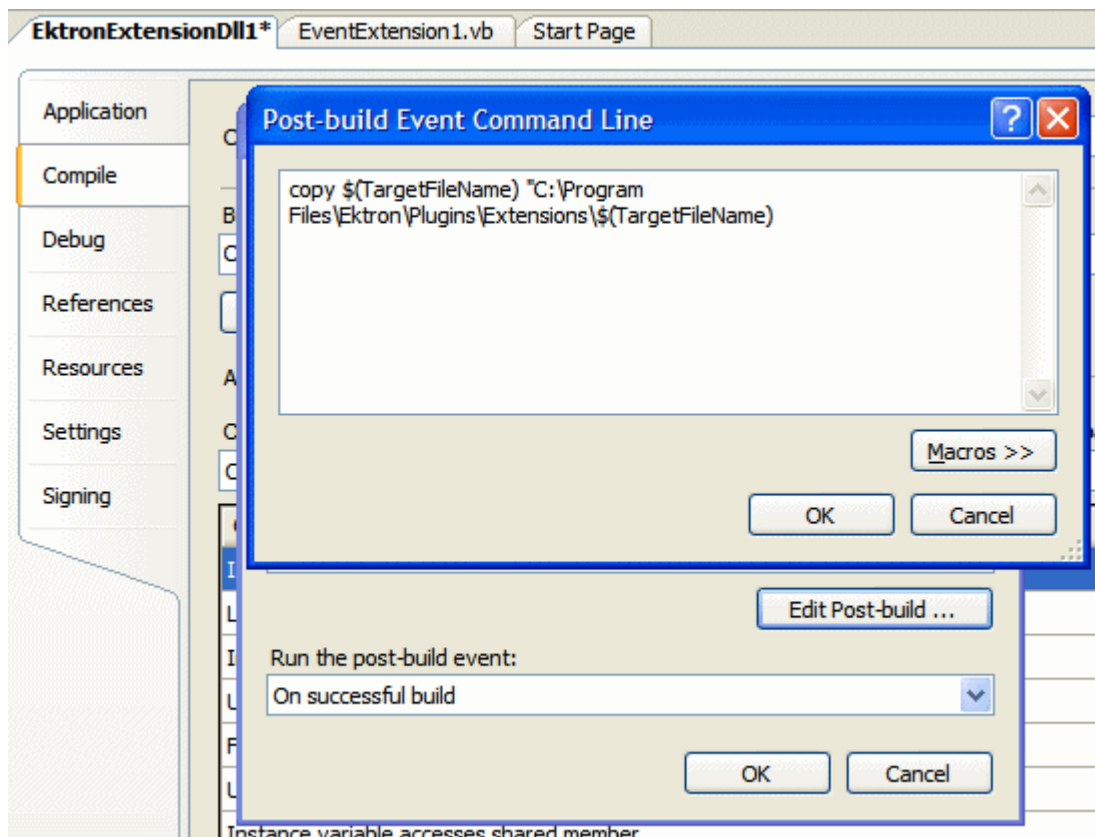 EktronExtensionDll1* EventExtension1.vb Start Page
Application
Compile
Debug
References
Resources
Settings
Signing
Post-build Event Command Line
copy $(TargetFileName) "C:\Program
Files\Ektron\Plugins\Extensions\$(TargetFileName)
Macros >>
OK Cancel
Edit Post-build ...
Run the post-build event:
On successful build
OK Cancel
Instance variable accesses shared member